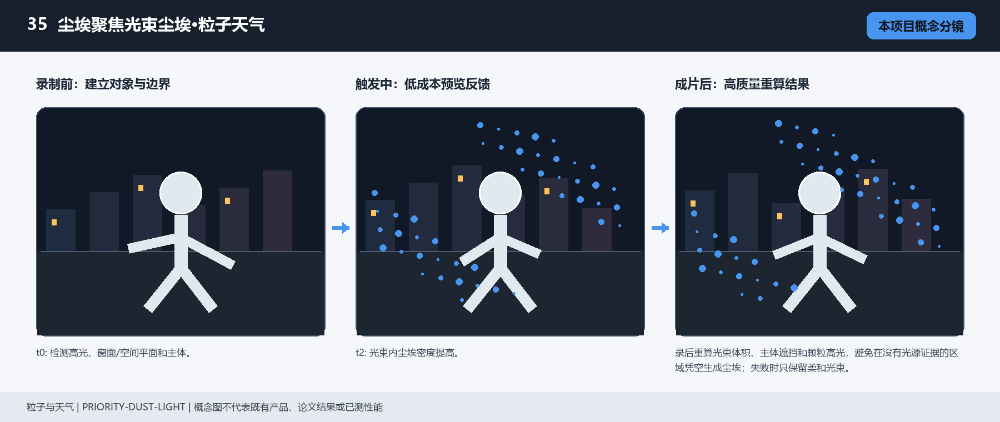 35 尘埃聚焦光束尘埃·粒子天气
本项目概念分镜
录制前：建立对象与边界
触发中：低成本预览反馈
成片后：高质量重算结果
t0: 检测高光、窗面/空间平面和主体。
t2: 光束内尘埃密度提高。
录后重算光束体积、主体遮挡和颗粒高光，避免在没有光源证据的区
域凭空生成尘埃；失败时只保留柔和光束。
粒子与天气 | PRIORITY-DUST-LIGHT | 概念图不代表既有产品、论文结果或已测性能